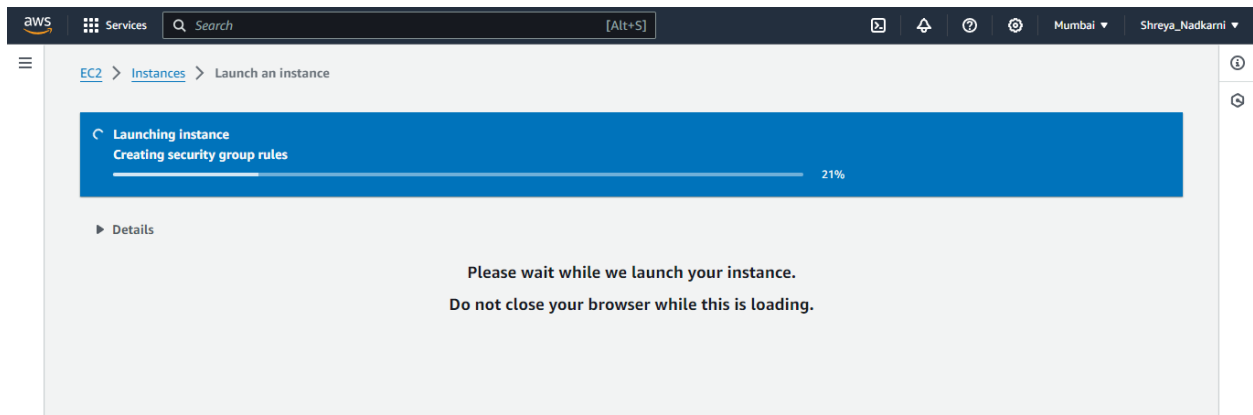 aws Services Search [Alt+S] Mumbai Shreya_Nadkarni
EC2 > Instances > Launch an instance
Launching instance
Creating security group rules
21%
Details
Please wait while we launch your instance.
Do not close your browser while this is loading.